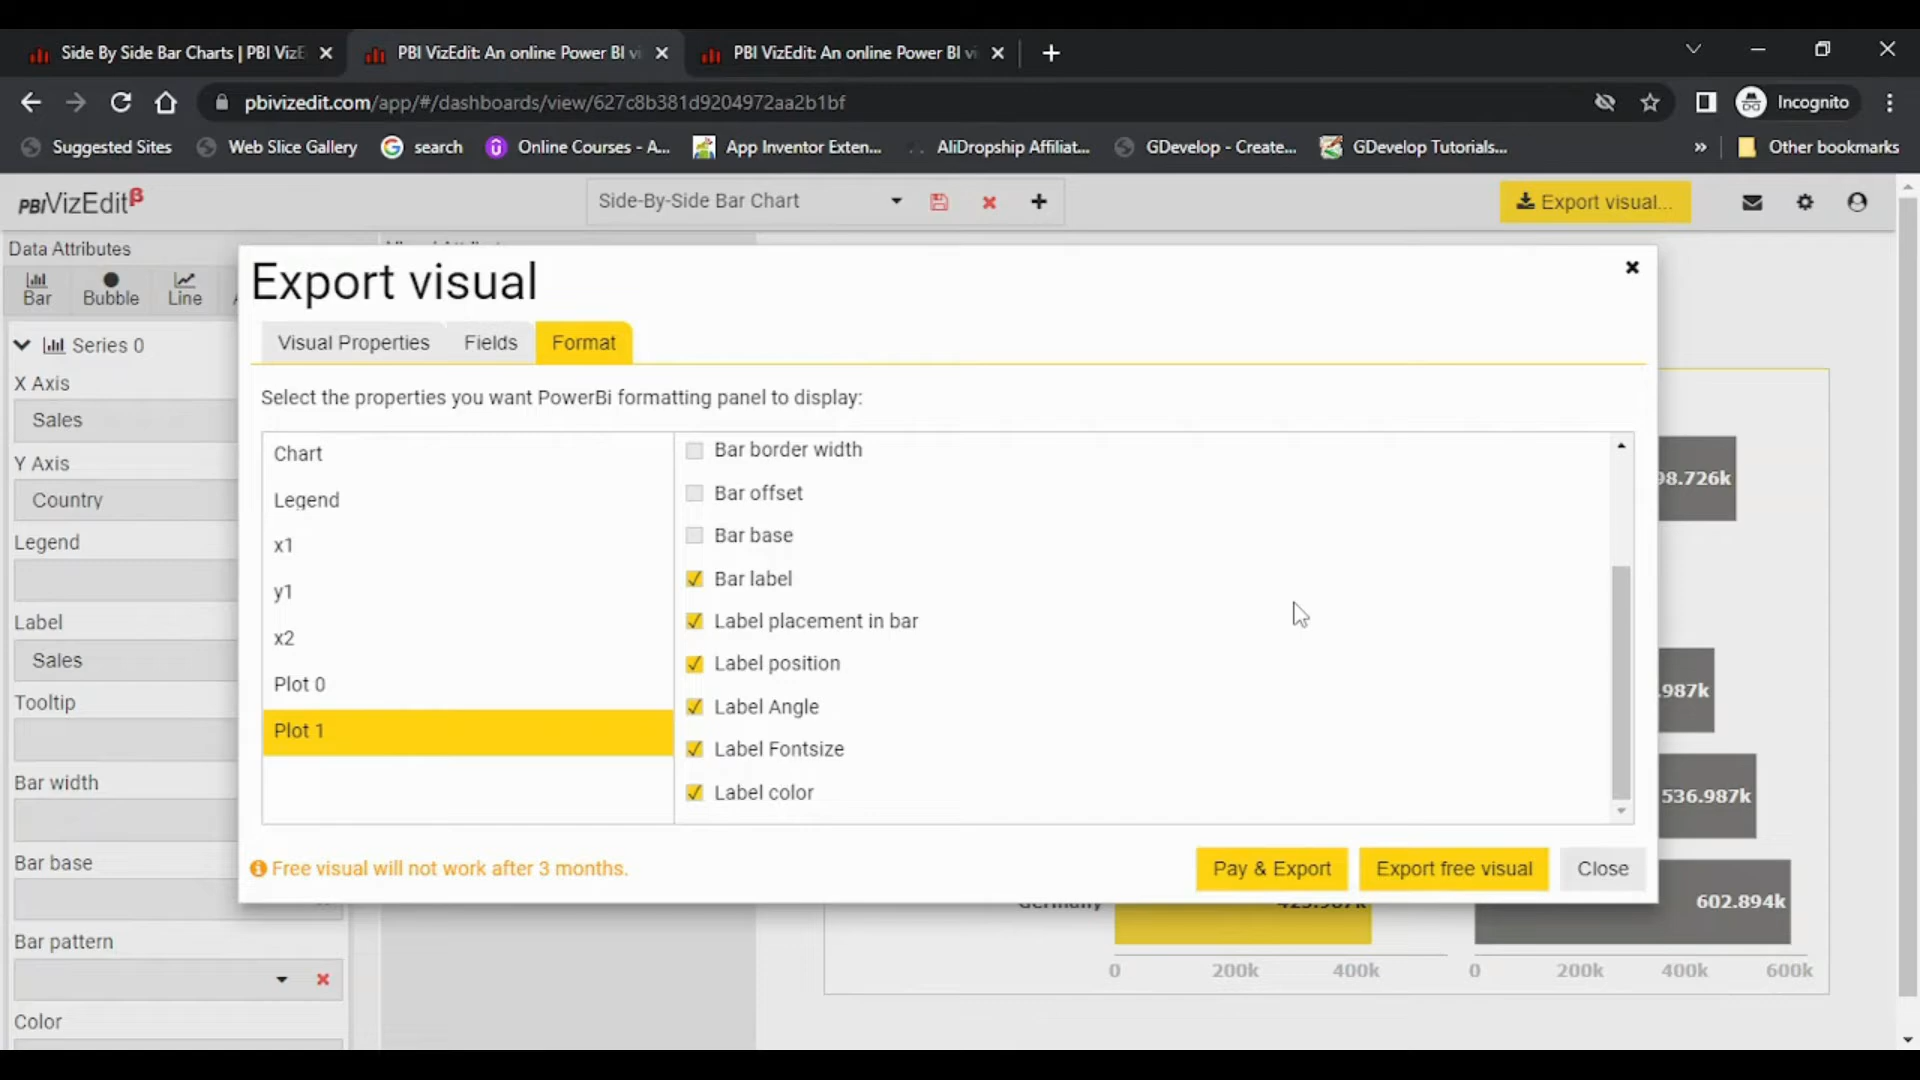 Side By Side Bar Charts | PBI VizE
PBI VizEdit: An online Power BI vi
PBI VizEdit: An online Power BI vi
pbivizedit.com/app/#/dashboards/view/627c8b381d9204972aa2b1bf
Incognito
Suggested Sites
Web Slice Gallery
search
Online Courses - A...
App Inventor Exten...
AliDropship Affiliat...
GDevelop - Create...
GDevelop Tutorials...
»
Other bookmarks
PBIVizEditβ
Side-By-Side Bar Chart
Export visual...
Data Attributes
Bar
Bubble
Line
Series 0
X Axis
Sales
Y Axis
Country
Legend
Label
Sales
Tooltip
Bar width
Bar base
Bar pattern
Color
Export visual
Visual Properties
Fields
Format
Select the properties you want PowerBi formatting panel to display:
Chart
Legend
x1
y1
x2
Plot 0
Plot 1
Bar border width
Bar offset
Bar base
Bar label
Label placement in bar
Label position
Label Angle
Label Fontsize
Label color
Free visual will not work after 3 months.
Pay & Export
Export free visual
Close
98.726k
.987k
536.987k
602.894k
Germany
0
200k
400k
0
200k
400k
600k